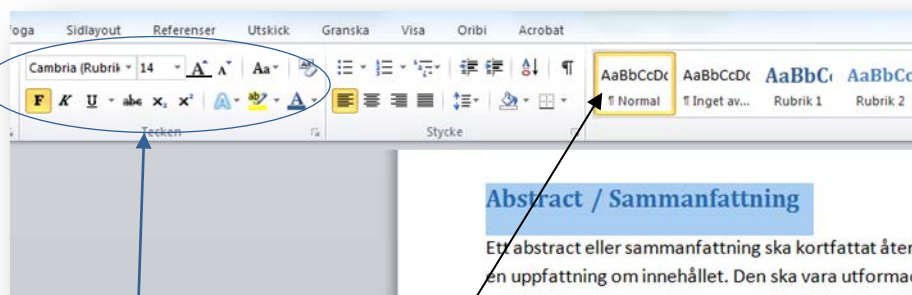 oga Sidlayout Referenser Utskick Granska Visa Oribi Acrobat
Cambria (Rubrik 14 A A Aa
F K U abe x₂ x² A ab A
AaBbCcDc AaBbCcDc AaBbC AaBbCc
¶ Normal ¶ Inget av... Rubrik 1 Rubrik 2
Tecken Stycke
Abstract / Sammanfattning
Ett abstract eller sammanfattning ska kortfattat åter
en uppfattning om innehållet. Den ska vara utformad